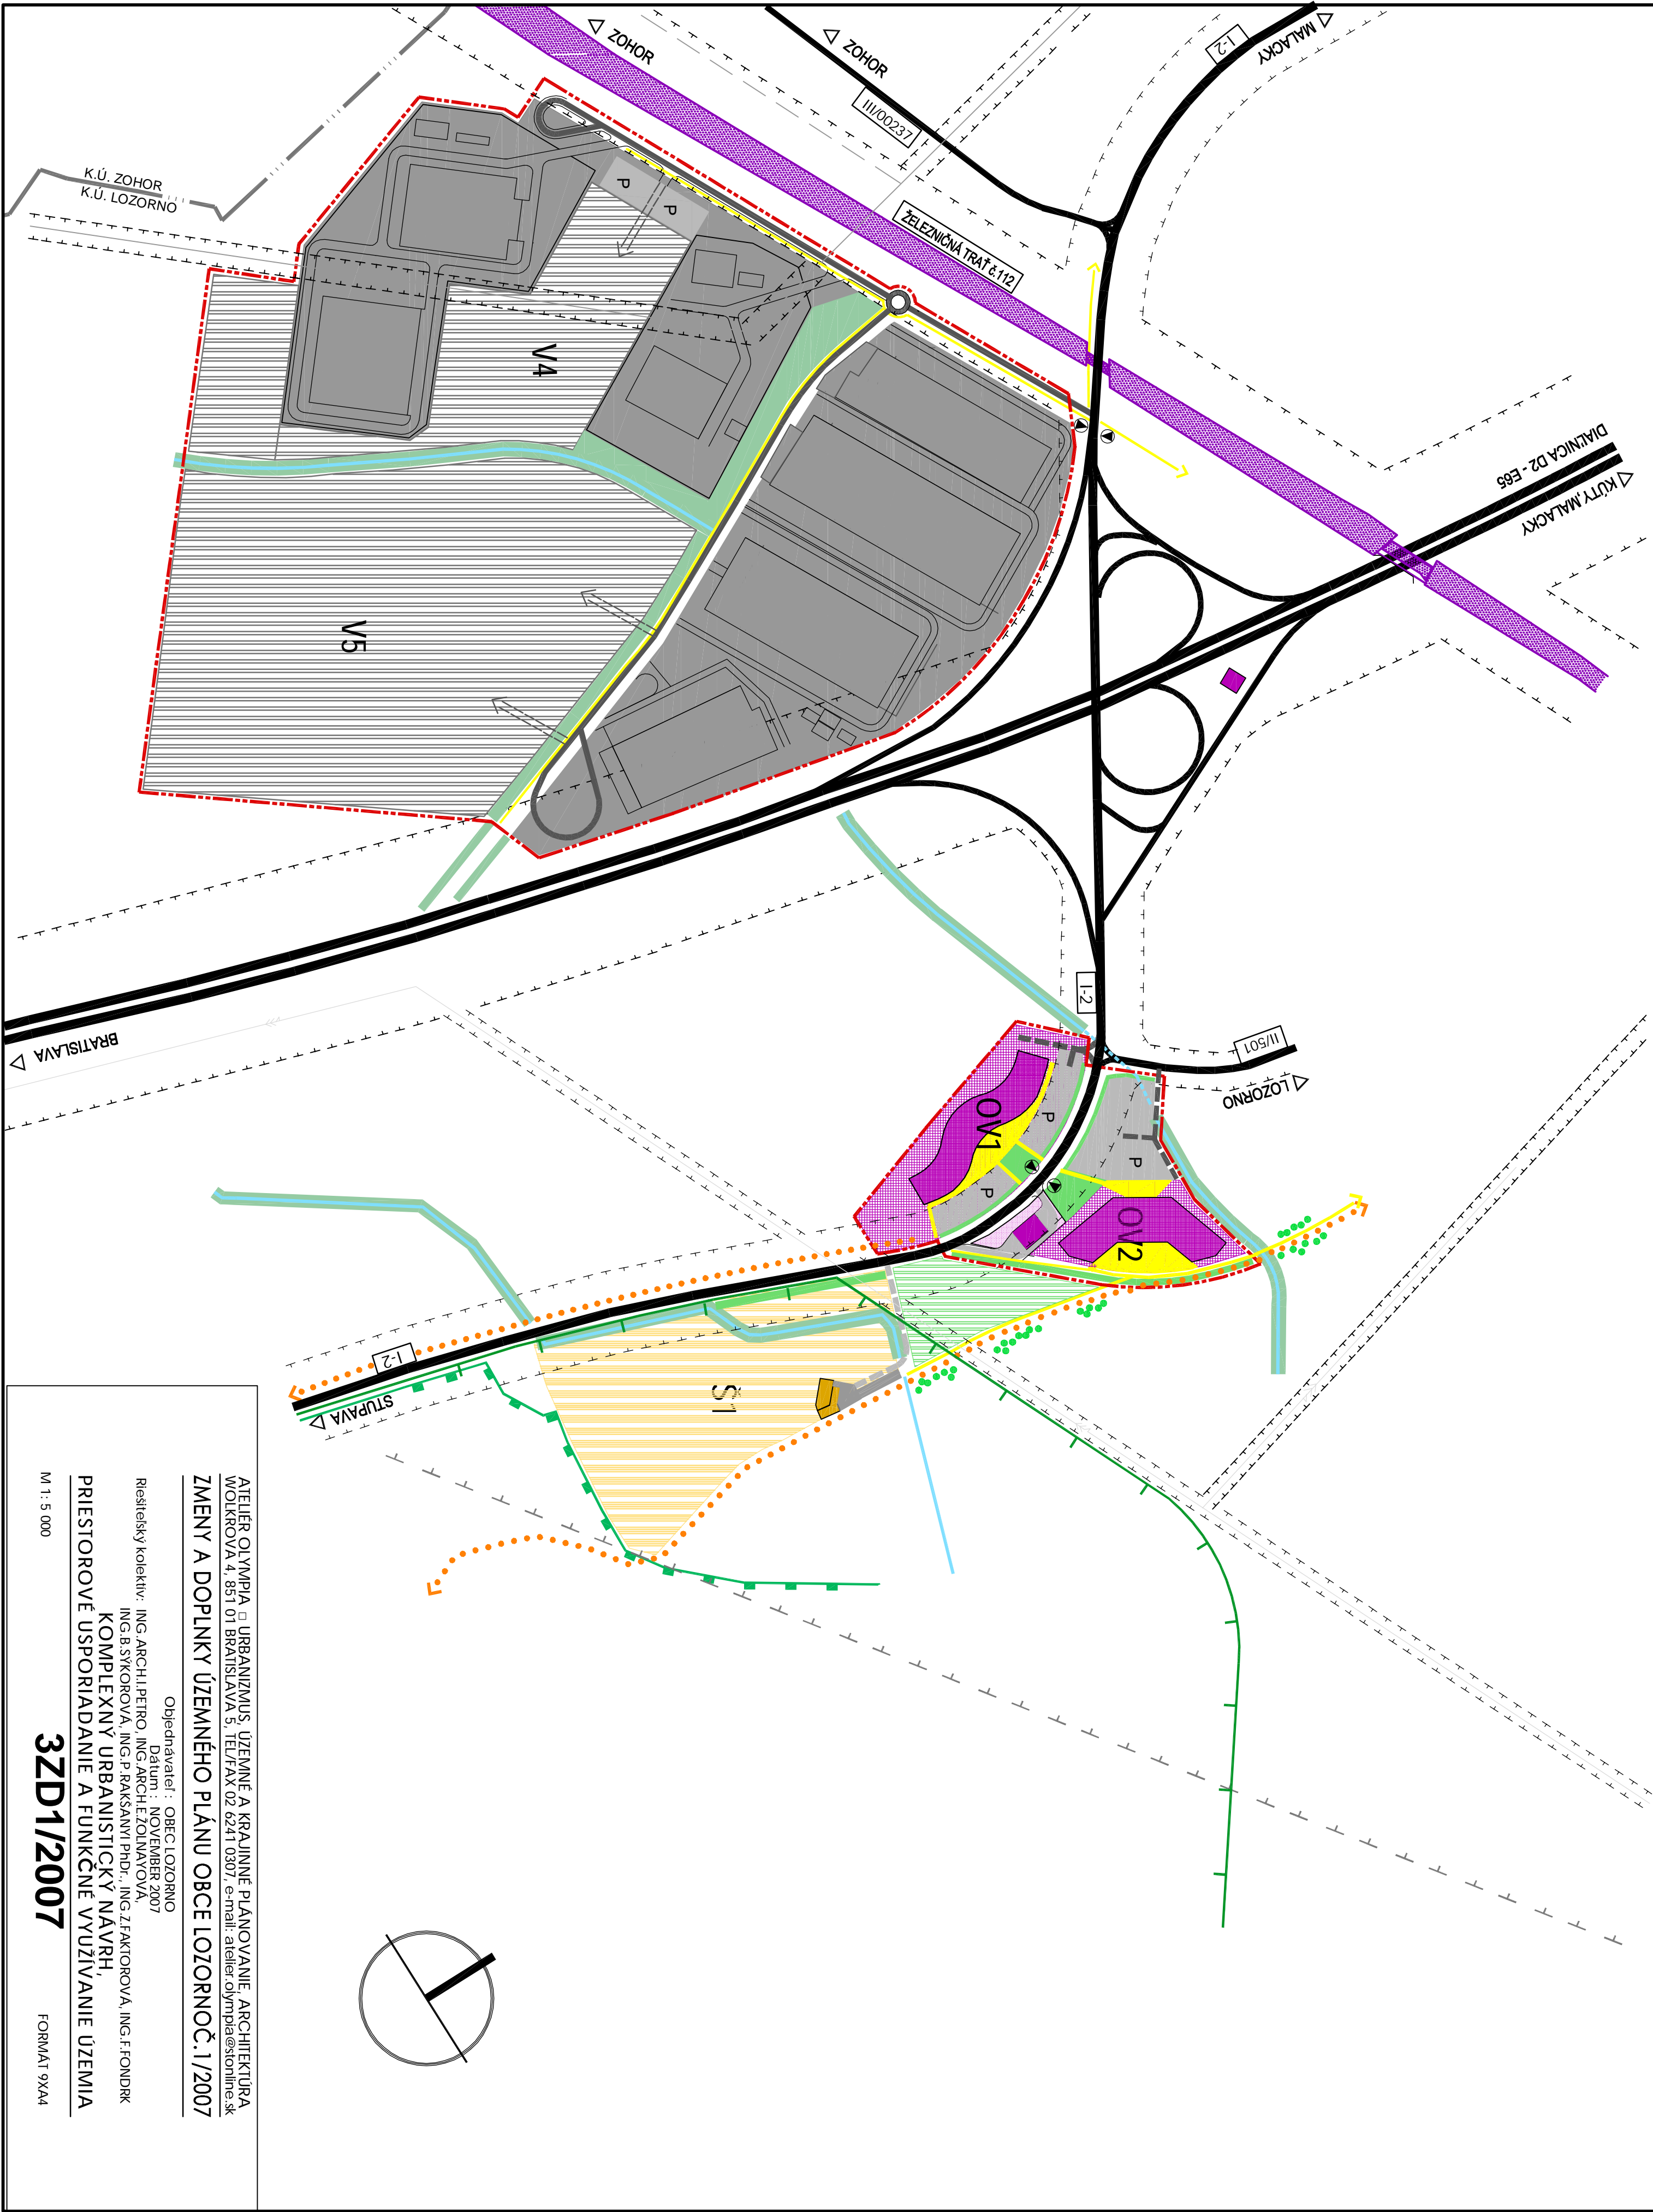 ZOHOR
ZOHOR
III/00237
MALACKY
I-2
ŽELEZNIČNÁ TRAŤ č.112
K.Ú. ZOHOR
K.Ú. LOZORNO
P
P
V4
V5
DIAĽNICA D2 - E65
KÚTY, MALACKY
BRATISLAVA
I-2
II/501
LOZORNO
OV1
P
P
P
OV2
I-2
STUPAVA
Š1
ATELIÉR OLYMPIA □ URBANIZMUS, ÚZEMNÉ A KRAJINNÉ PLÁNOVANIE, ARCHITEKTÚRA
WOLKROVA 4, 851 01 BRATISLAVA 5, TEL/FAX 02 6241 0307, e-mail: atelier.olympia@stonline.sk
ZMENY A DOPLNKY ÚZEMNÉHO PLÁNU OBCE LOZORNO Č.1/2007
Objednávateľ : OBEC LOZORNO
Dátum : NOVEMBER 2007
Riešiteľský kolektív: ING.ARCH.I.PETRO, ING.ARCH.E.ŽOLNAYOVÁ,
ING.B.SÝKOROVÁ, ING.P.RAKŠANYI PhDr., ING.Z.FAKTOROVÁ, ING.F.FONDRK
KOMPLEXNÝ URBANISTICKÝ NÁVRH,
PRIESTOROVÉ USPORIADANIE A FUNKČNÉ VYUŽÍVANIE ÚZEMIA
M 1: 5 000
3ZD1/2007
FORMÁT 9XA4